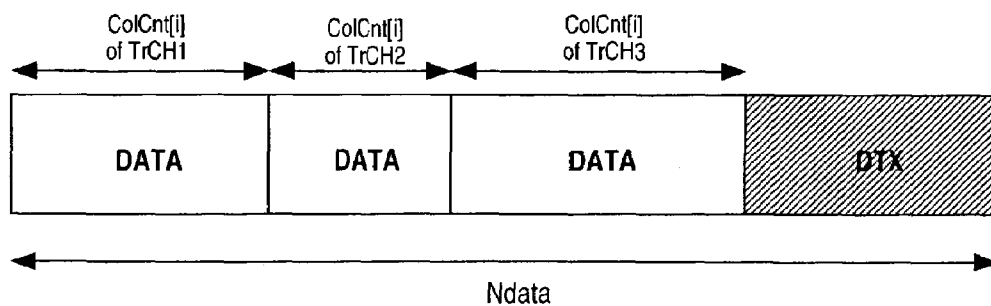 ColCnt[i]
of TrCH1
ColCnt[i]
of TrCH2
ColCnt[i]
of TrCH3
DATA
DATA
DATA
DTX
Ndata